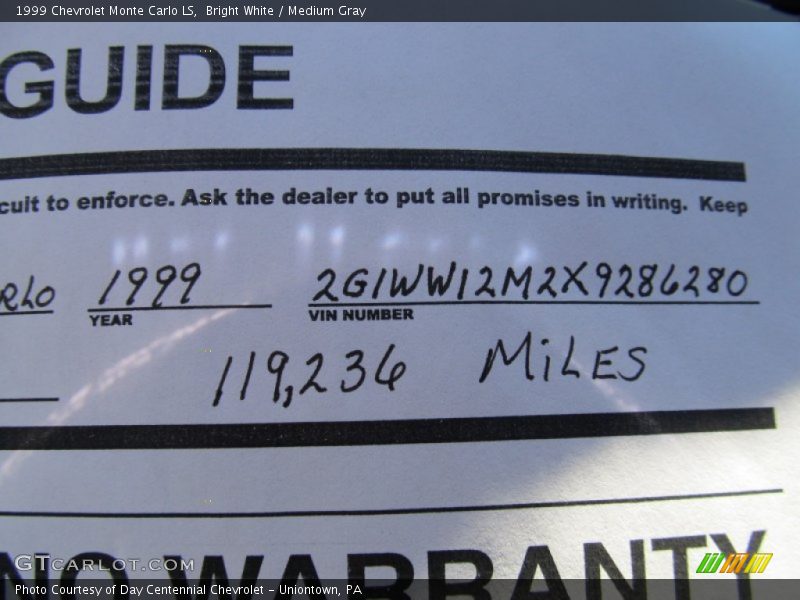 1999 Chevrolet Monte Carlo LS, Bright White / Medium Gray
GUIDE
cuit to enforce. Ask the dealer to put all promises in writing. Keep
RLO 1999 2G1WW12M2X9286280
YEAR VIN NUMBER
119,236 MILES
NO WARRANTY
GTCARLOT.COM
Photo Courtesy of Day Centennial Chevrolet - Uniontown, PA